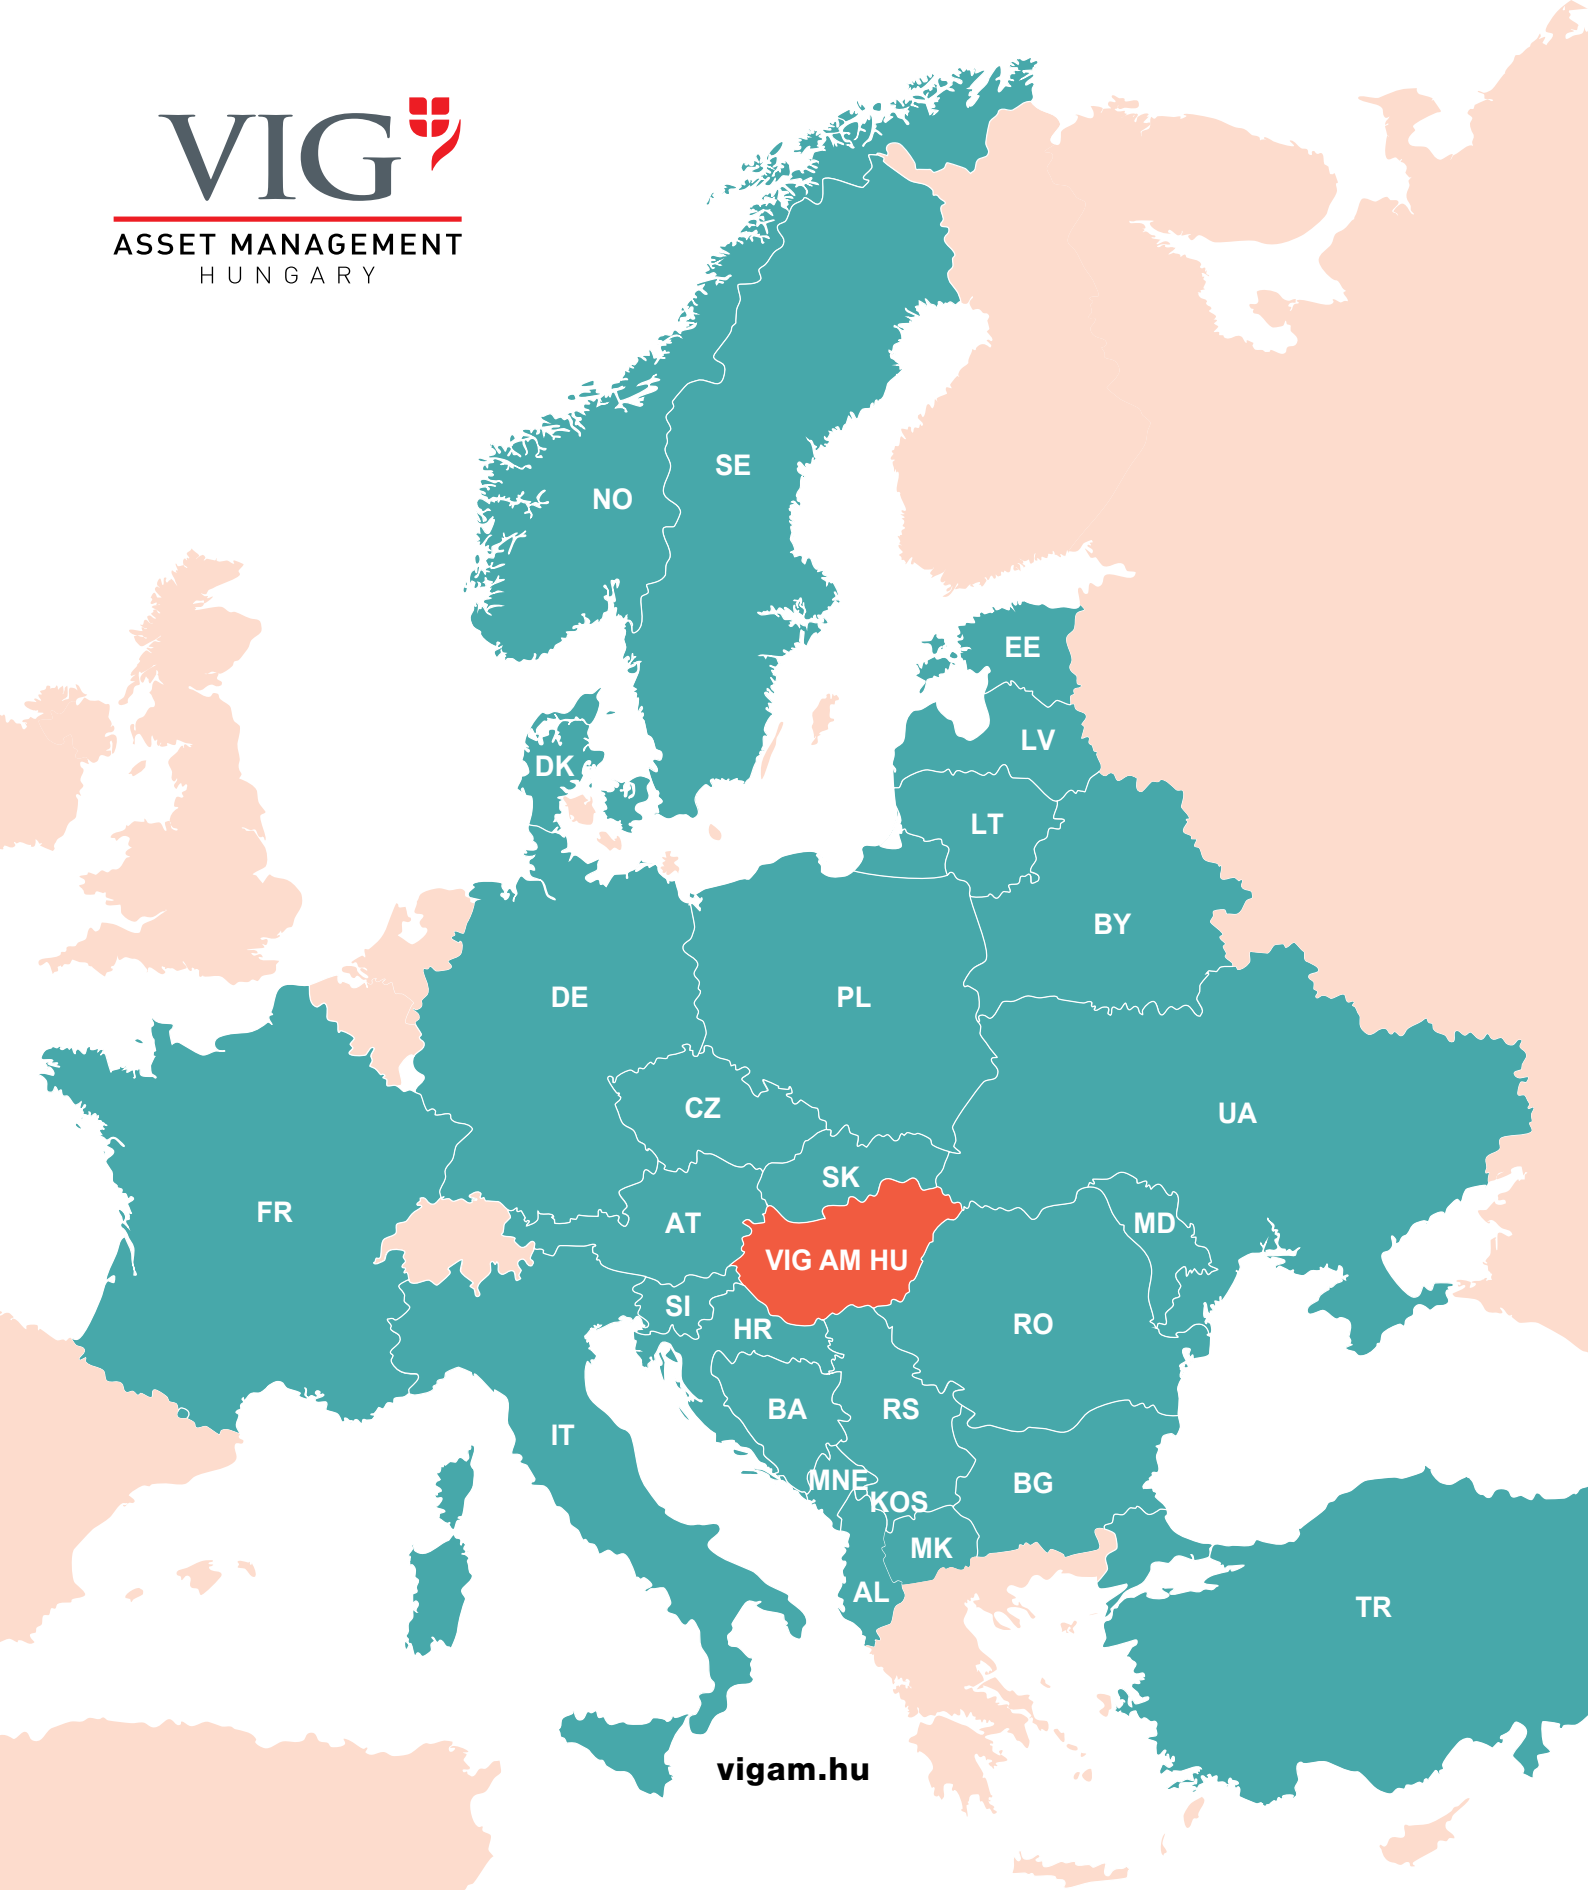 VIG
ASSET MANAGEMENT
HUNGARY
SE
NO
EE
LV
DK
LT
BY
DE
PL
CZ
UA
SK
FR
AT
MD
VIG AM HU
SI
HR
RO
BA
RS
IT
MNE
BG
KOS
MK
AL
TR
vigam.hu